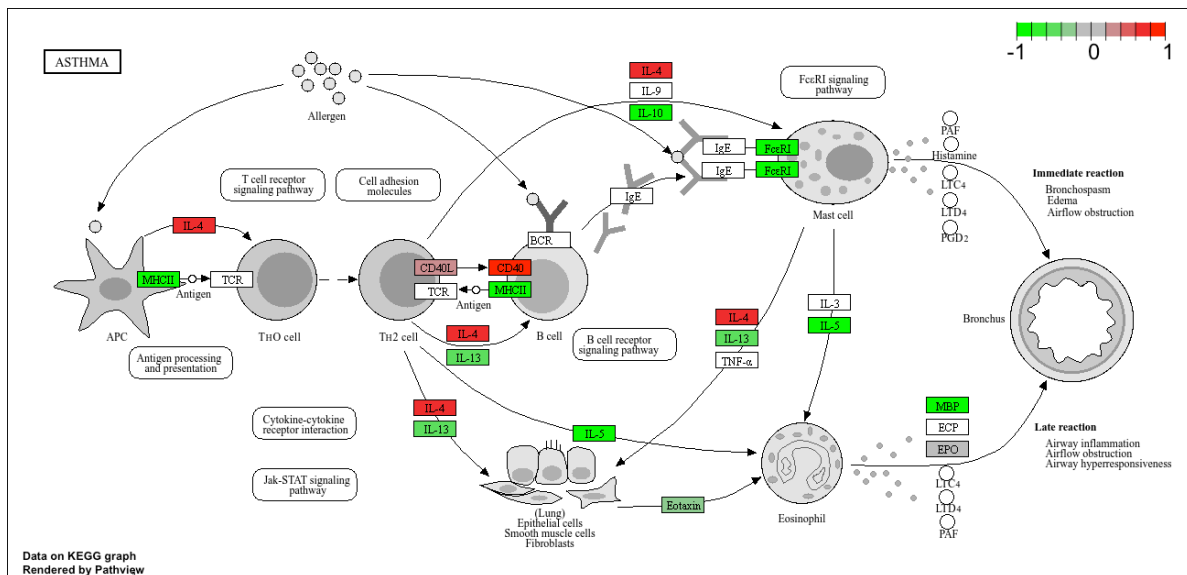 -1 0 1
ASTHMA
Allergen
IL-4
IL-9
IL-10
FcεRI signaling
pathway
T cell receptor
signaling pathway
Cell adhesion
molecules
IgE
FcεRI
IgE
FcεRI
Mast cell
PAF
Histamine
LTC4
LTD4
PGD2
Immediate reaction
Bronchospasm
Edema
Airflow obstruction
IL-4
MHCII
Antigen
TCR
APC
TH0 cell
IgE
BCR
CD40L
CD40
TCR
Antigen
MHCII
TH2 cell
IL-4
IL-13
B cell
B cell receptor
signaling pathway
Antigen processing
and presentation
IL-4
IL-13
TNF-α
IL-3
IL-5
Bronchus
Cytokine-cytokine
receptor interaction
Jak-STAT signaling
pathway
IL-4
IL-13
IL-5
(Lung)
Epithelial cells
Smooth muscle cells
Fibroblasts
Eotaxin
Eosinophil
MBP
ECP
EPO
LTC4
LTD4
PAF
Late reaction
Airway inflammation
Airflow obstruction
Airway hyperresponsiveness
Data on KEGG graph
Rendered by Pathview